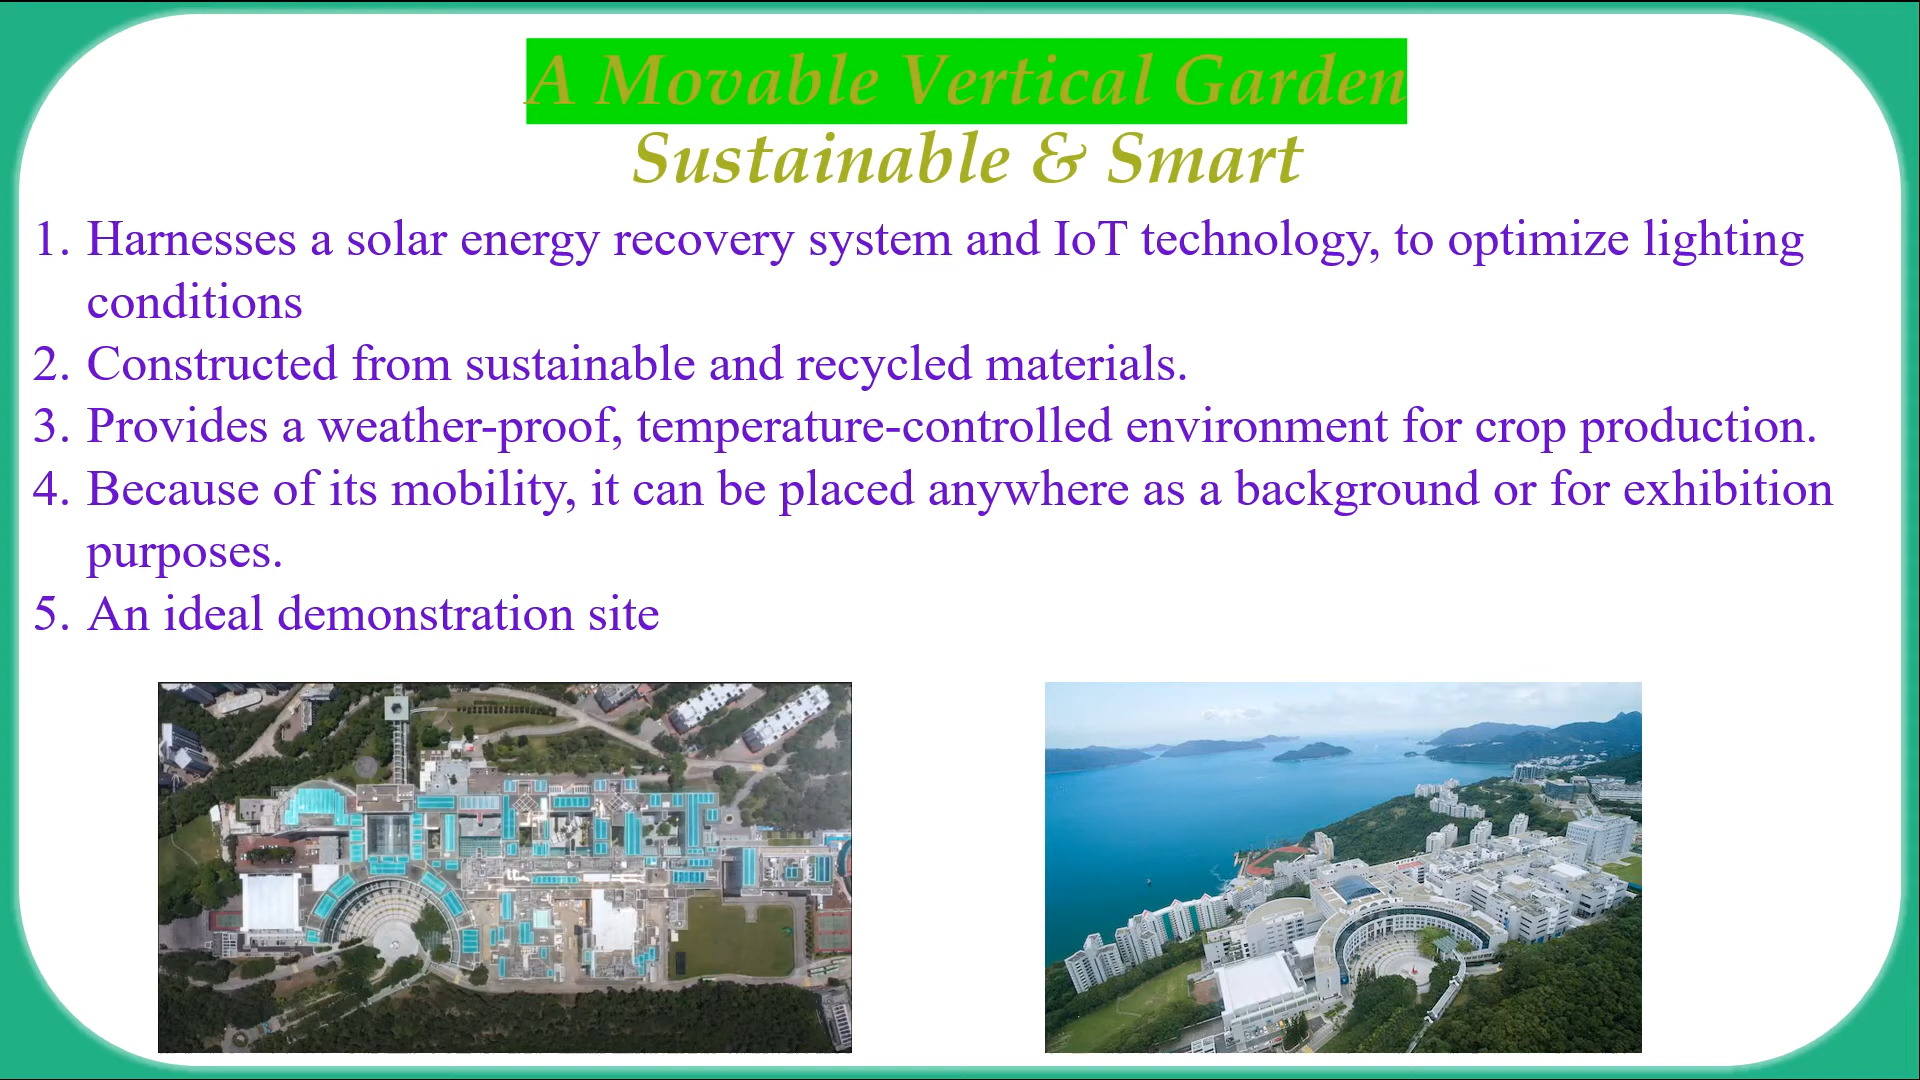 A Movable Vertical Garden
Sustainable & Smart
1. Harnesses a solar energy recovery system and IoT technology, to optimize lighting
conditions
2. Constructed from sustainable and recycled materials.
3. Provides a weather-proof, temperature-controlled environment for crop production.
4. Because of its mobility, it can be placed anywhere as a background or for exhibition
purposes.
5. An ideal demonstration site